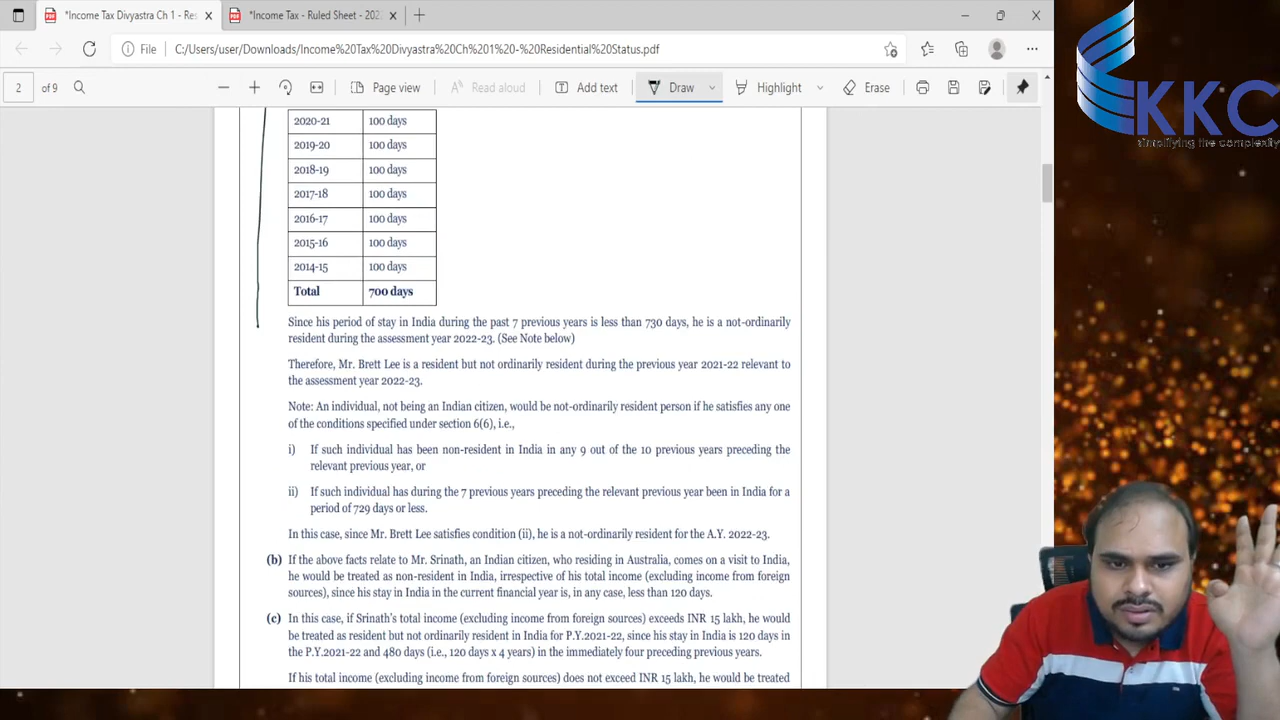 *Income Tax Divyastra Ch 1 - Res
*Income Tax - Ruled Sheet - 202
File
C:/Users/user/Downloads/Income%20Tax%20Divyastra%20Ch%201%20-%20Residential%20Status.pdf
2 of 9
Page view
Read aloud
Add text
Draw
Highlight
Erase
KKC
simplifying the complexity
2020-21 100 days
2019-20 100 days
2018-19 100 days
2017-18 100 days
2016-17 100 days
2015-16 100 days
2014-15 100 days
Total 700 days
Since his period of stay in India during the past 7 previous years is less than 730 days, he is a not-ordinarily
resident during the assessment year 2022-23. (See Note below)
Therefore, Mr. Brett Lee is a resident but not ordinarily resident during the previous year 2021-22 relevant to
the assessment year 2022-23.
Note: An individual, not being an Indian citizen, would be not-ordinarily resident person if he satisfies any one
of the conditions specified under section 6(6), i.e.,
i) If such individual has been non-resident in India in any 9 out of the 10 previous years preceding the
relevant previous year, or
ii) If such individual has during the 7 previous years preceding the relevant previous year been in India for a
period of 729 days or less.
In this case, since Mr. Brett Lee satisfies condition (ii), he is a not-ordinarily resident for the A.Y. 2022-23.
(b) If the above facts relate to Mr. Srinath, an Indian citizen, who residing in Australia, comes on a visit to India,
he would be treated as non-resident in India, irrespective of his total income (excluding income from foreign
sources), since his stay in India in the current financial year is, in any case, less than 120 days.
(c) In this case, if Srinath's total income (excluding income from foreign sources) exceeds INR 15 lakh, he would
be treated as resident but not ordinarily resident in India for P.Y.2021-22, since his stay in India is 120 days in
the P.Y.2021-22 and 480 days (i.e., 120 days x 4 years) in the immediately four preceding previous years.
If his total income (excluding income from foreign sources) does not exceed INR 15 lakh, he would be treated